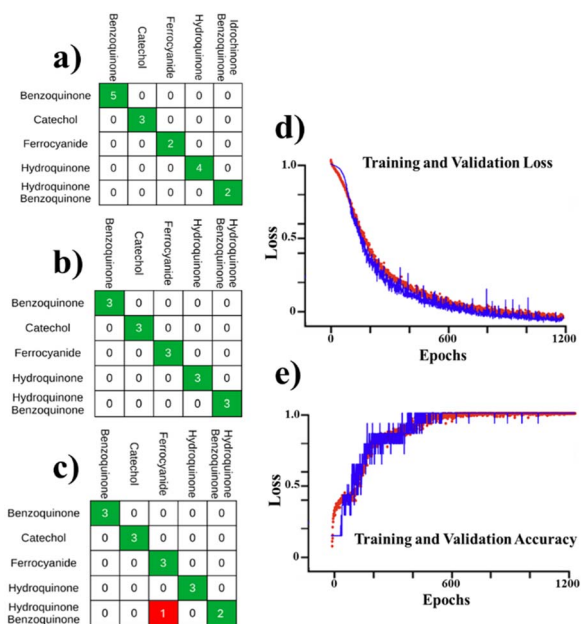 a)
Benzoquinone
Catechol
Ferrocyanide
Hydroquinone
Idrochinone
Benzoquinone
Benzoquinone 5 0 0 0 0
Catechol 0 3 0 0 0
Ferrocyanide 0 0 2 0 0
Hydroquinone 0 0 0 4 0
Hydroquinone
Benzoquinone 0 0 0 0 2
b)
Benzoquinone
Catechol
Ferrocyanide
Hydroquinone
Hydroquinone
Benzoquinone
Benzoquinone 3 0 0 0 0
Catechol 0 3 0 0 0
Ferrocyanide 0 0 3 0 0
Hydroquinone 0 0 0 3 0
Hydroquinone
Benzoquinone 0 0 0 0 3
c)
Benzoquinone
Catechol
Ferrocyanide
Hydroquinone
Hydroquinone
Benzoquinone
Benzoquinone 3 0 0 0 0
Catechol 0 3 0 0 0
Ferrocyanide 0 0 3 0 0
Hydroquinone 0 0 0 3 0
Hydroquinone
Benzoquinone 0 0 1 0 2
d)
Training and Validation Loss
Loss
1.0
0.5
0
0 600 1200
Epochs
e)
Loss
1.0
0.5
0
Training and Validation Accuracy
0 600 1200
Epochs